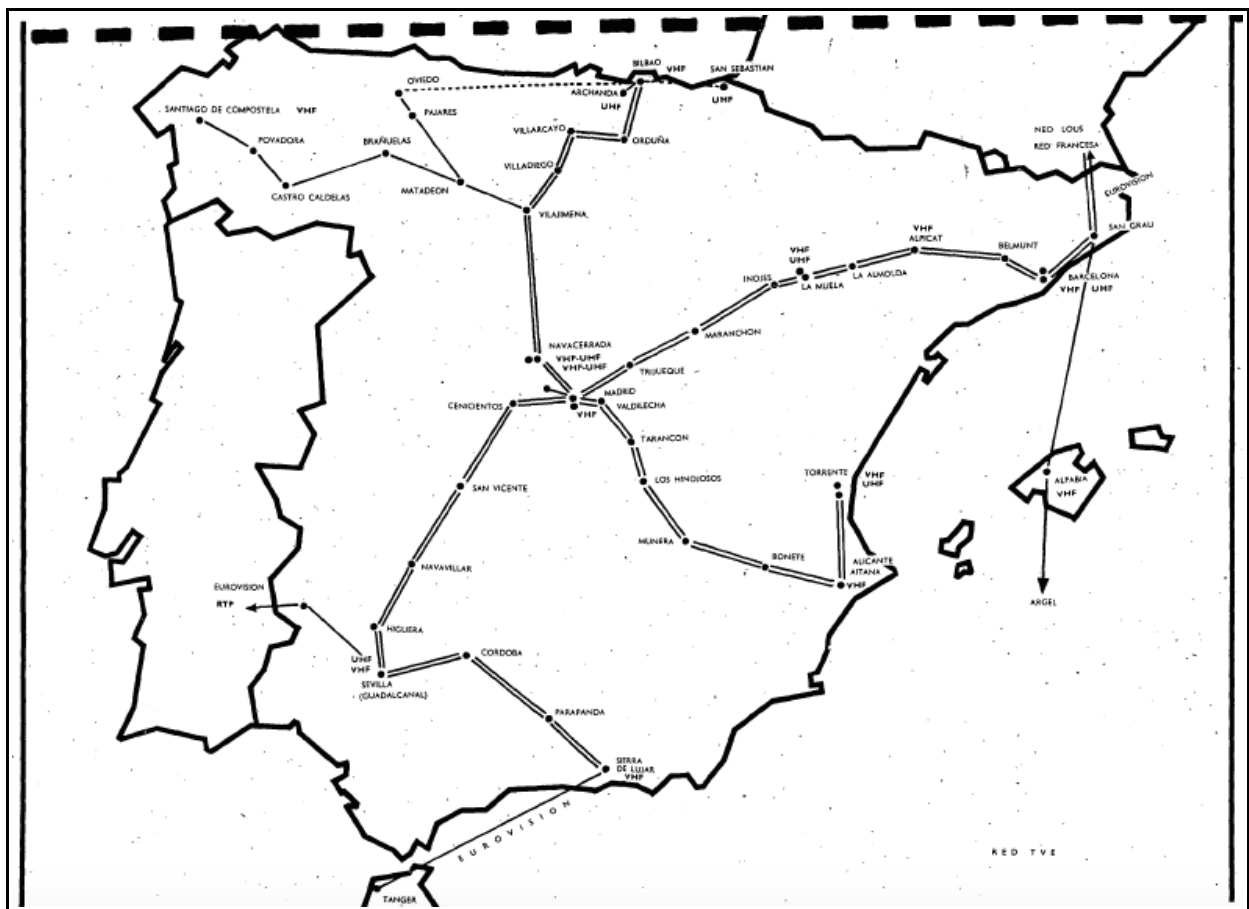 BILBAO VHF
SAN SEBASTIAN
OVIEDO
ARCHANDA
UHF
UHF
SANTIAGO DE COMPOSTELA VHF
PAJARES
POVADORA
BRAÑUELAS
VILLARCAYO
ORDUÑA
NED LOUS
RED FRANCESA
VILLADIEGO
EUROVISION
CASTRO CALDELAS
MATADEON
VILAJIMENA
SAN GRAU
VHF
ALPICAT
BELMUNT
VHF
UHF
INOJES
LA MUELA
LA ALMOLDA
BARCELONA
VHF UHF
MARANCHON
NAVACERRADA
VHF-UHF
VHF-UHF
TRIJUEQUE
MADRID
CENICIENTOS
VALDILECHA
VHF
TARANCON
TORRENTE
VHF
UHF
LOS HINOJOSOS
SAN VICENTE
ALFABIA
VHF
MUNERA
BONETE
ALICANTE
AITANA
VHF
NAVAVILLAR
EUROVISION
RTP
ARGEL
HIGUERA
CORDOBA
UHF
VHF
SEVILLA
(GUADALCANAL)
PARAPANDA
SIERRA
DE LUJAR
VHF
EUROVISION
RED TVE
TANGER